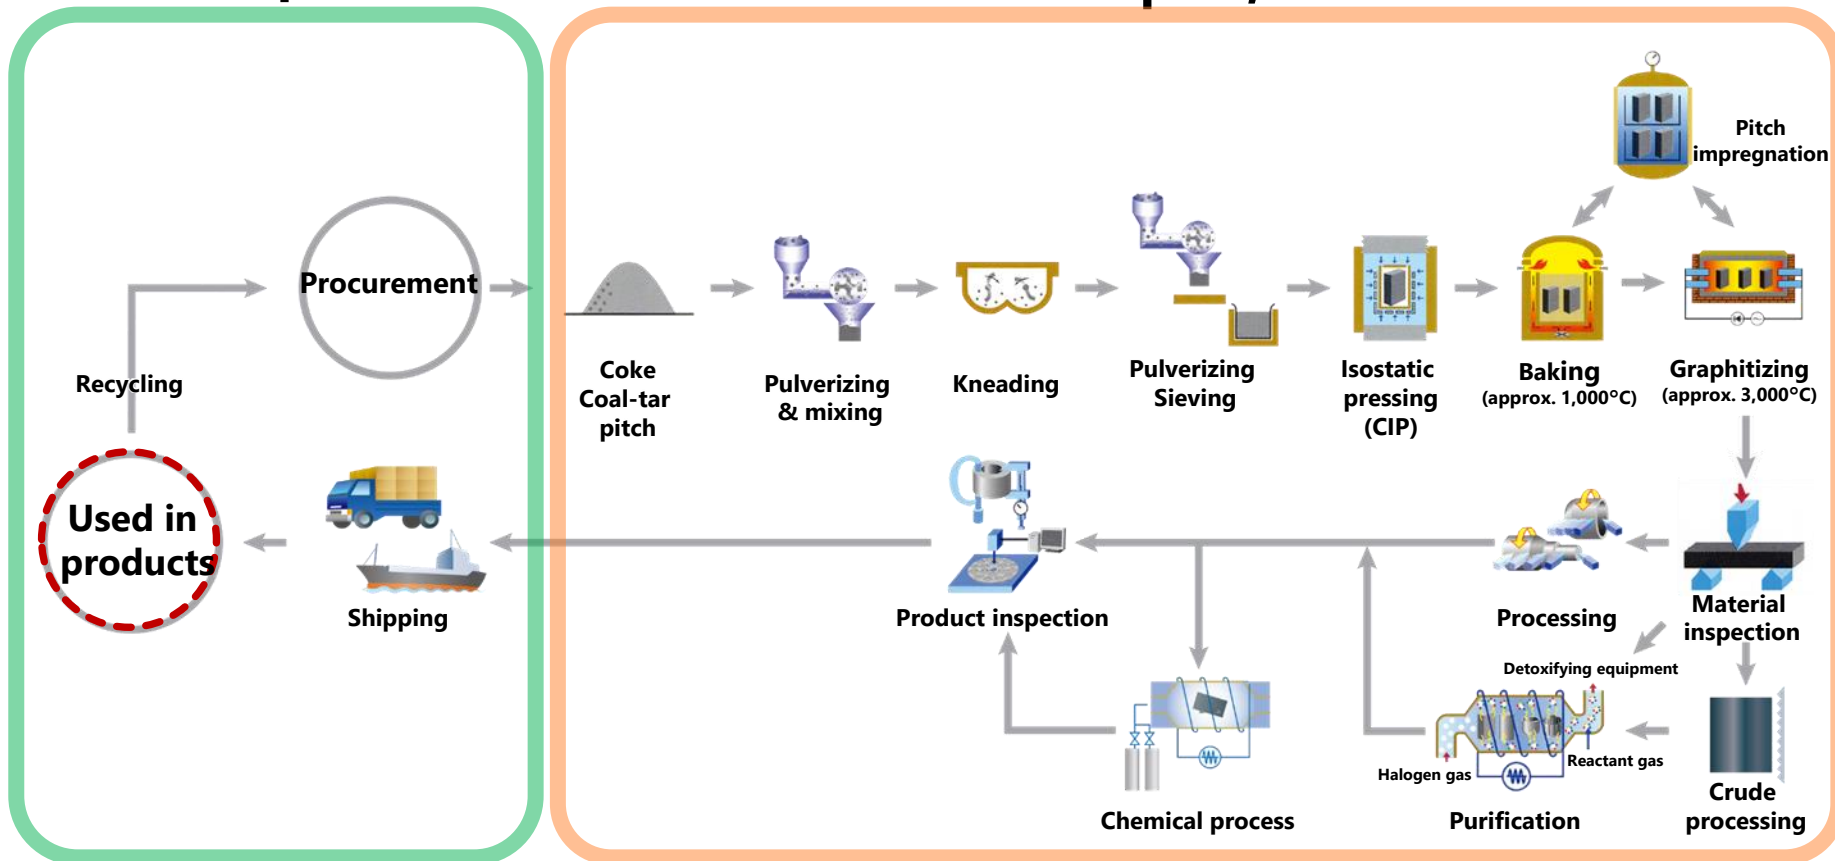 Pitch
impregnation
Procurement
Recycling
Coke
Coal-tar
pitch
Pulverizing
& mixing
Kneading
Pulverizing
Sieving
Isostatic
pressing
(CIP)
Baking
(approx. 1,000°C)
Graphitizing
(approx. 3,000°C)
Used in
products
Shipping
Product inspection
Processing
Material
inspection
Detoxifying equipment
Halogen gas
Reactant gas
Chemical process
Purification
Crude
processing